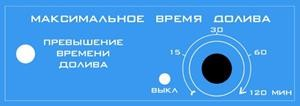 МАКСИМАЛЬНОЕ ВРЕМЯ ДОЛИВА
ПРЕВЫШЕНИЕ
ВРЕМЕНИ
ДОЛИВА
30
15
60
ВЫКЛ
120 МИН